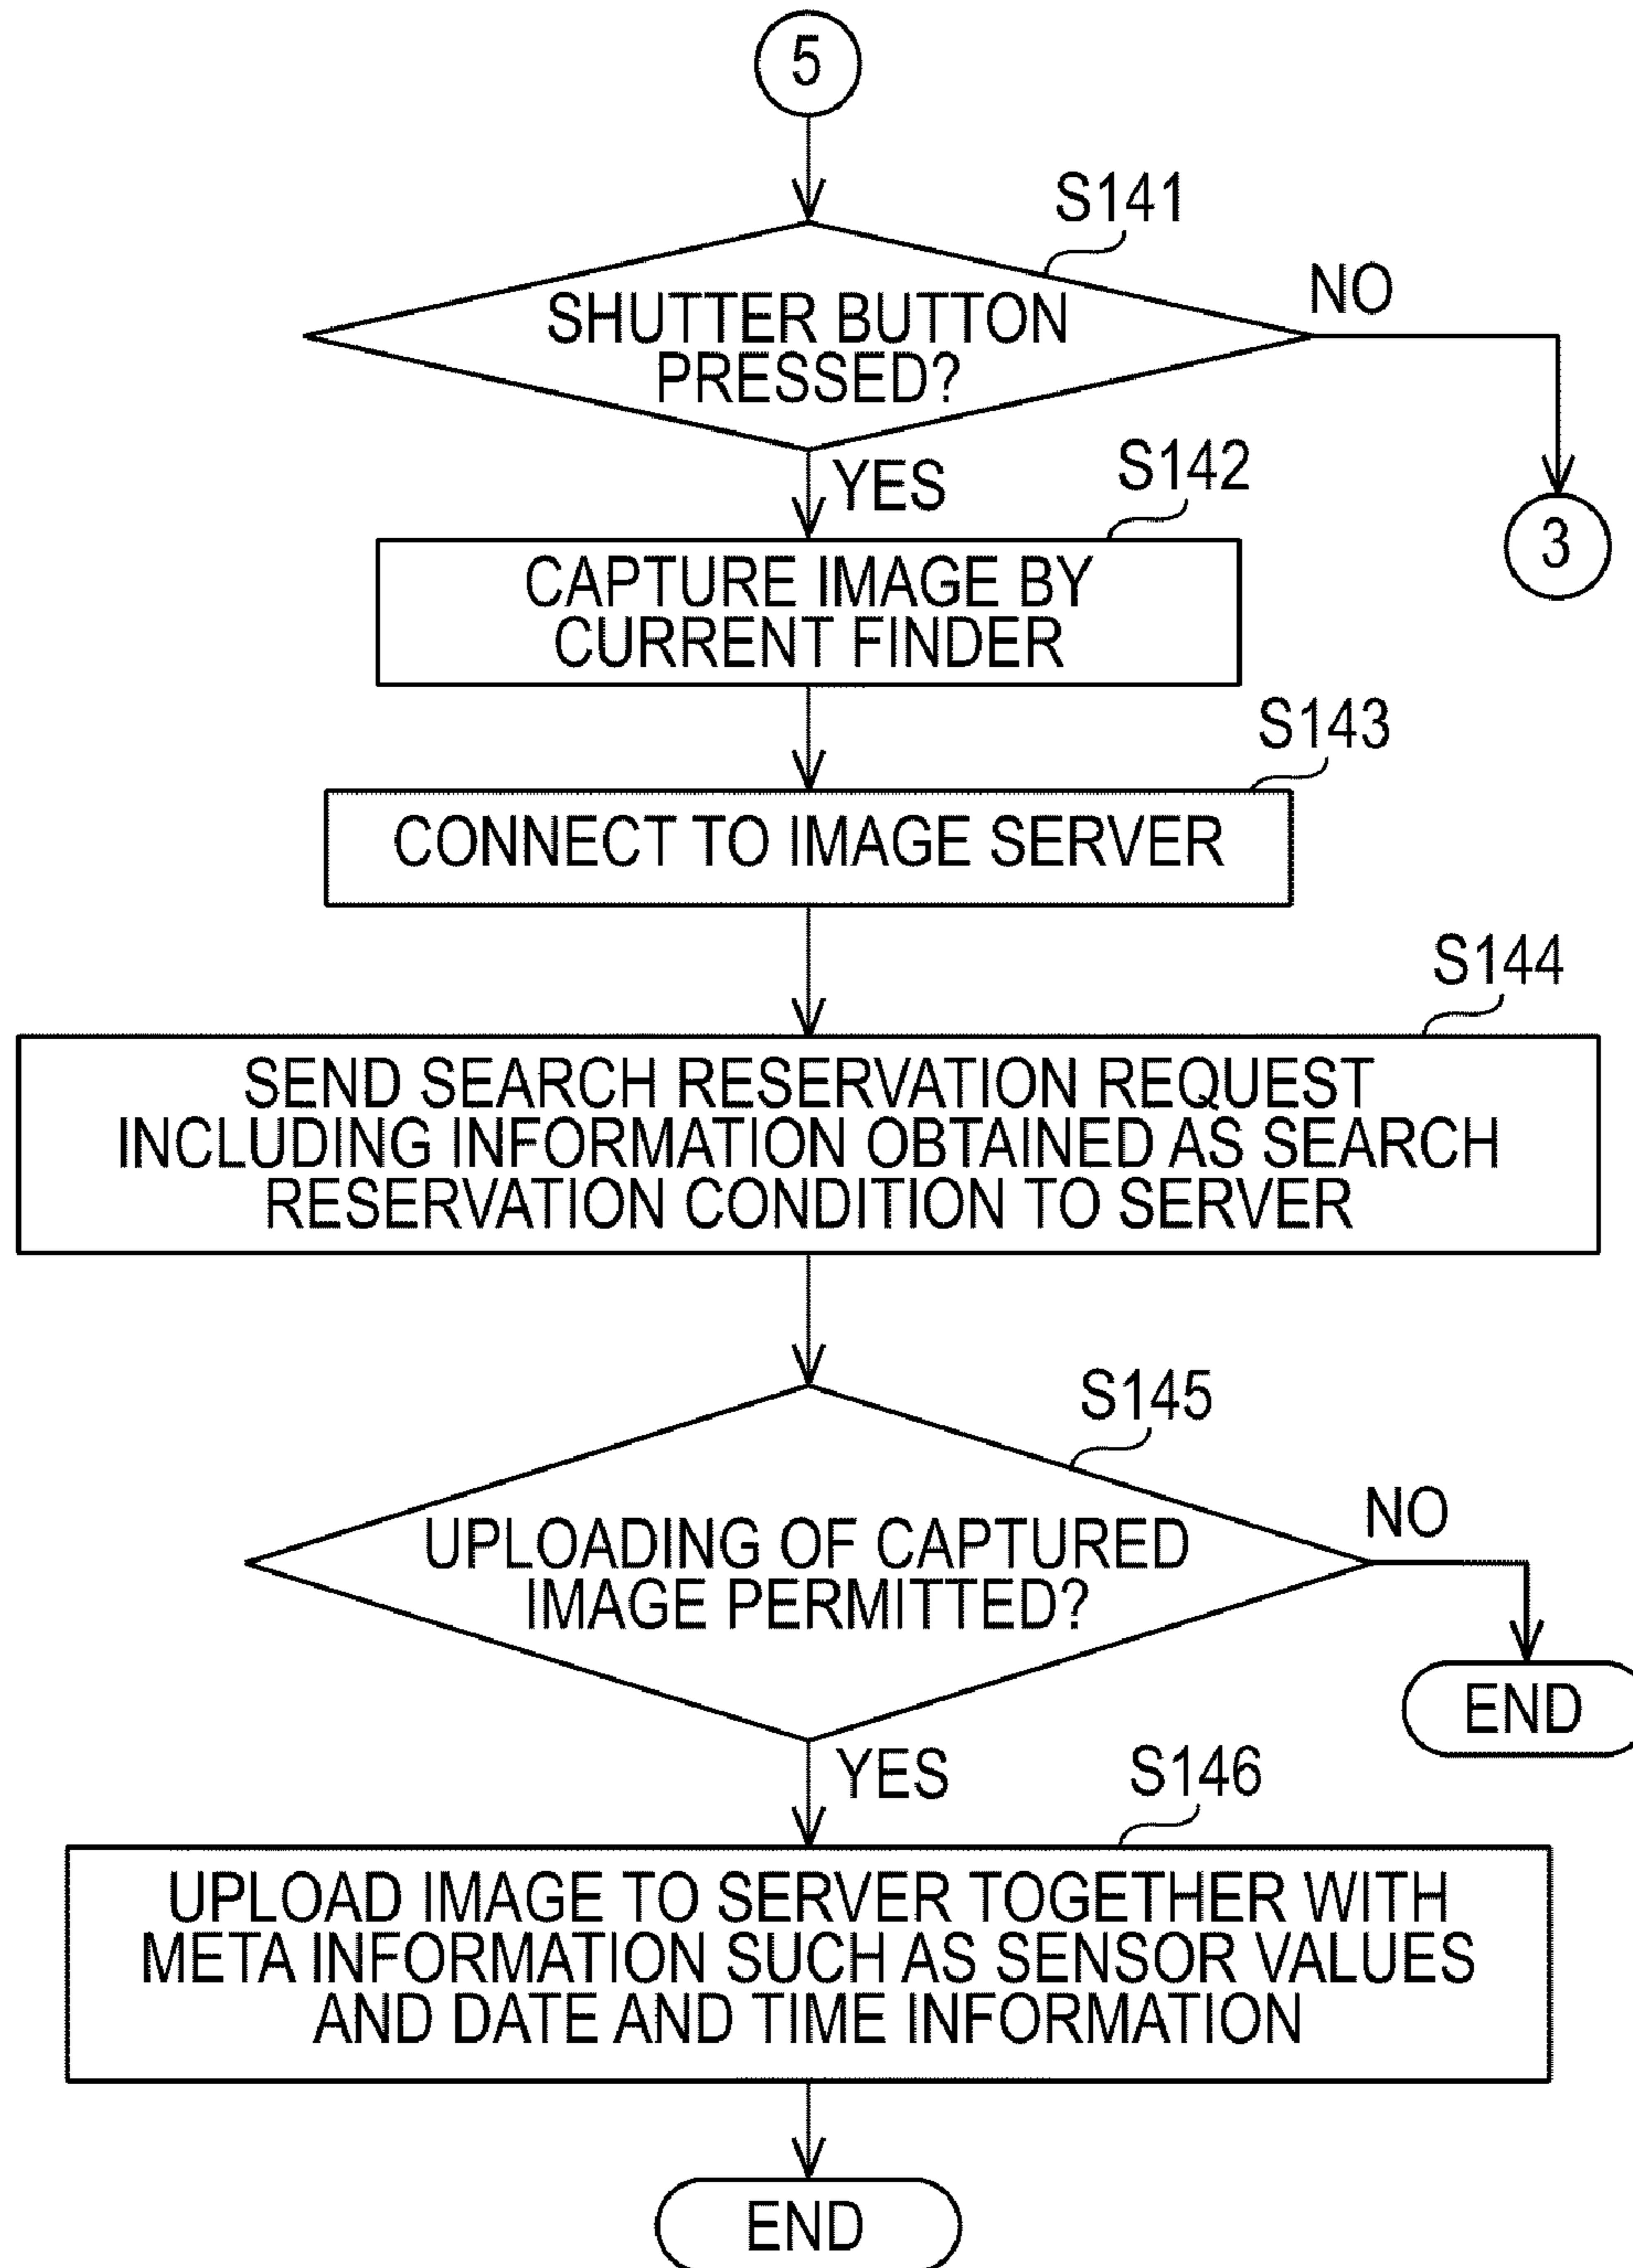 5
S141
SHUTTER BUTTON
PRESSED?
NO
3
YES
S142
CAPTURE IMAGE BY
CURRENT FINDER
S143
CONNECT TO IMAGE SERVER
S144
SEND SEARCH RESERVATION REQUEST
INCLUDING INFORMATION OBTAINED AS SEARCH
RESERVATION CONDITION TO SERVER
S145
UPLOADING OF CAPTURED
IMAGE PERMITTED?
NO
END
YES
S146
UPLOAD IMAGE TO SERVER TOGETHER WITH
META INFORMATION SUCH AS SENSOR VALUES
AND DATE AND TIME INFORMATION
END